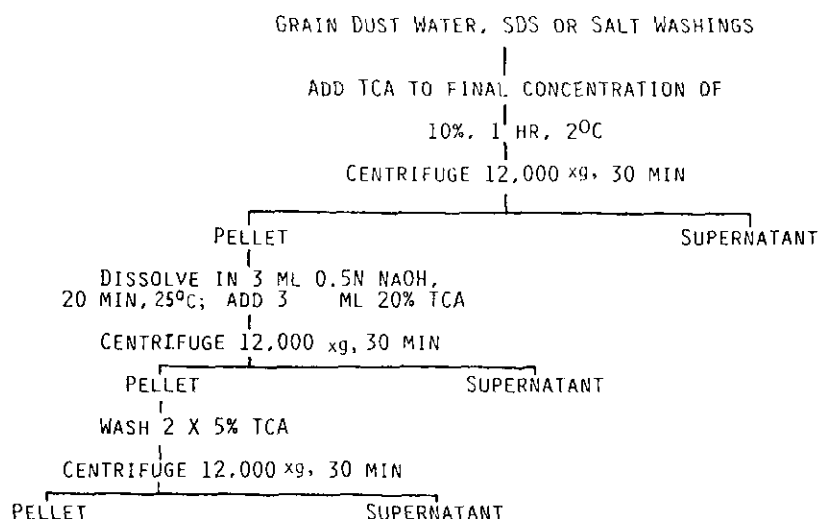 GRAIN DUST WATER, SDS OR SALT WASHINGS
ADD TCA TO FINAL CONCENTRATION OF
10%, 1 HR, 2⁰C
CENTRIFUGE 12,000 xg, 30 MIN
PELLET SUPERNATANT
DISSOLVE IN 3 ML 0.5N NAOH,
20 MIN, 25⁰C; ADD 3 ML 20% TCA
CENTRIFUGE 12,000 xg, 30 MIN
PELLET SUPERNATANT
WASH 2 X 5% TCA
CENTRIFUGE 12,000 xg, 30 MIN
PELLET SUPERNATANT